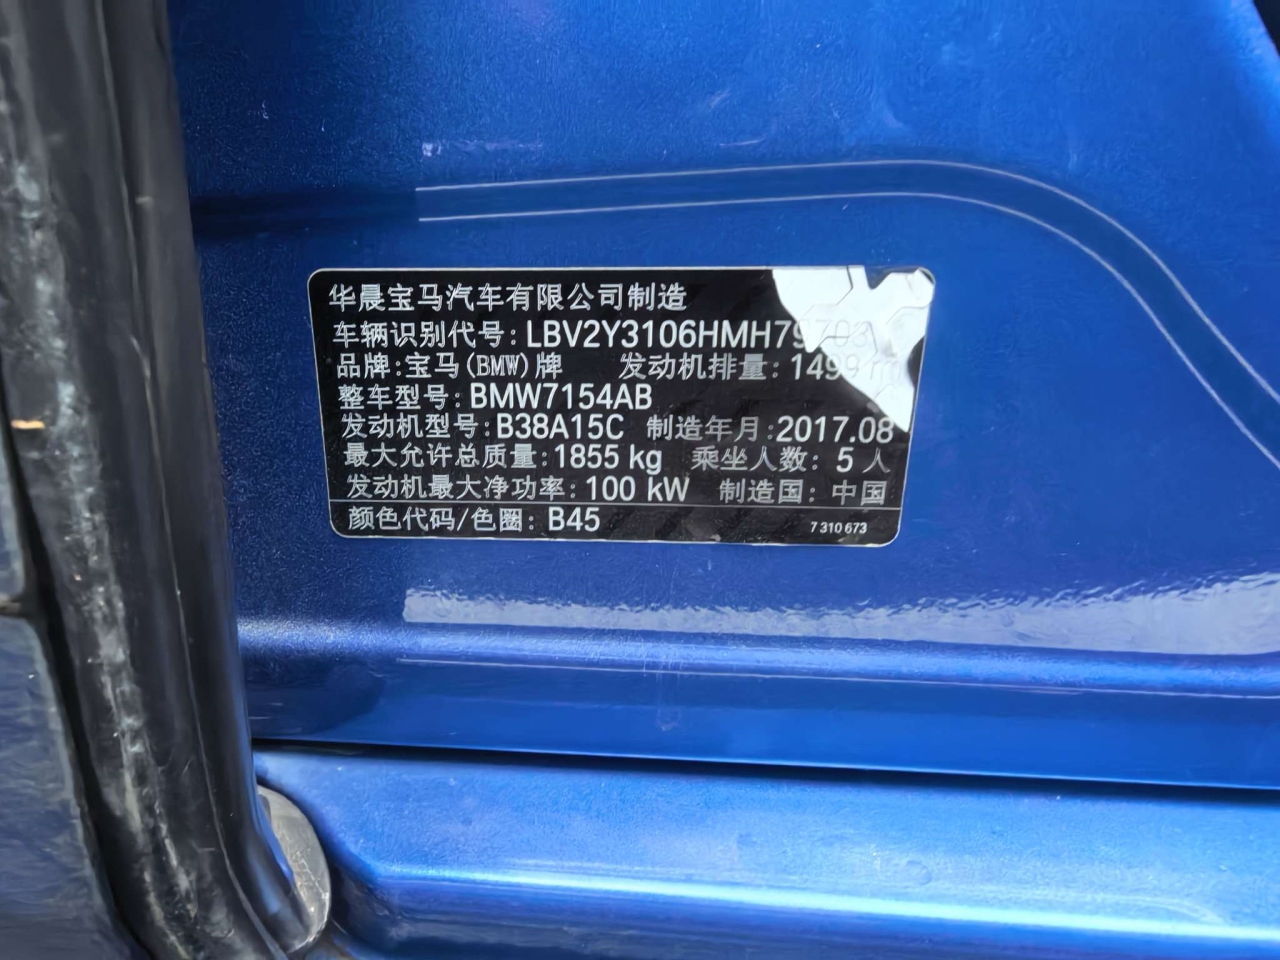 华晨宝马汽车有限公司制造
车辆识别代号: LBV2Y3106HMH79703
品牌:宝马(BMW)牌 发动机排量: 1499 m
整车型号: BMW7154AB
发动机型号: B38A15C 制造年月:2017.08
最大允许总质量: 1855 kg 乘坐人数: 5 人
发动机最大净功率: 100 kW 制造国: 中国
颜色代码/色圈: B45 7 310 673